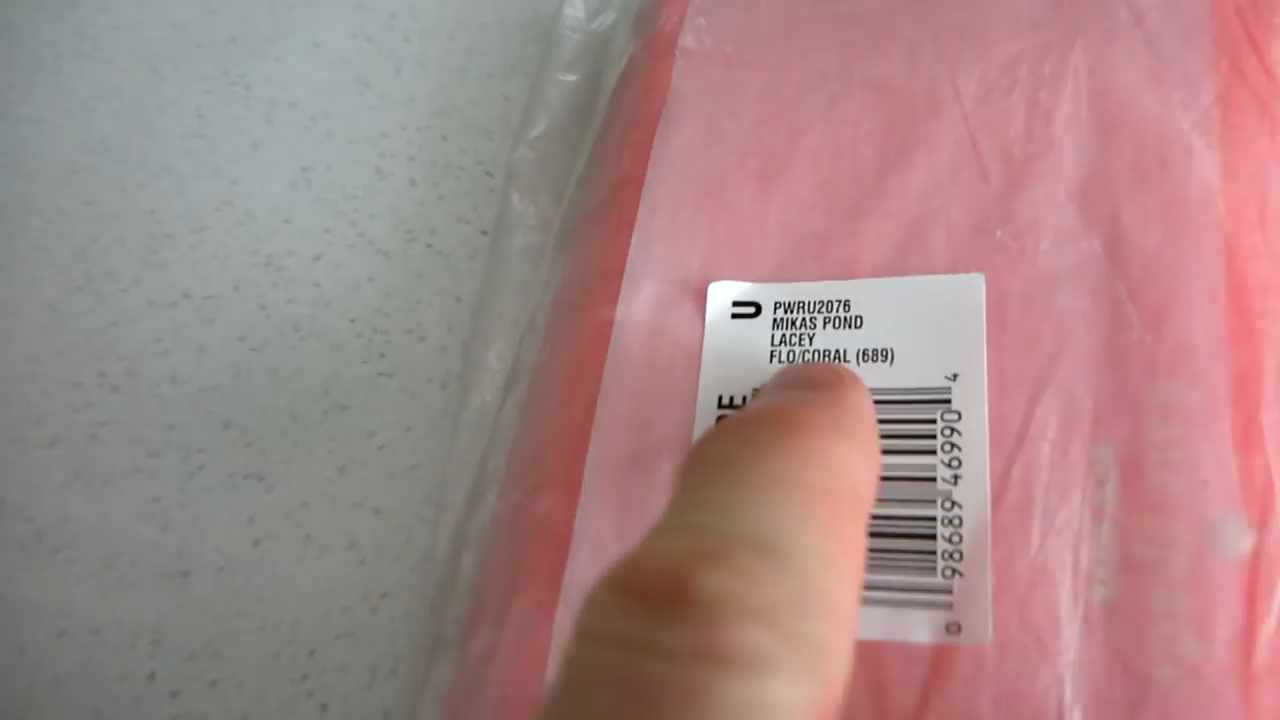 U
PWRU2076
MIKAS POND
LACEY
FLO/CORAL (689)
0 98689 46990 4